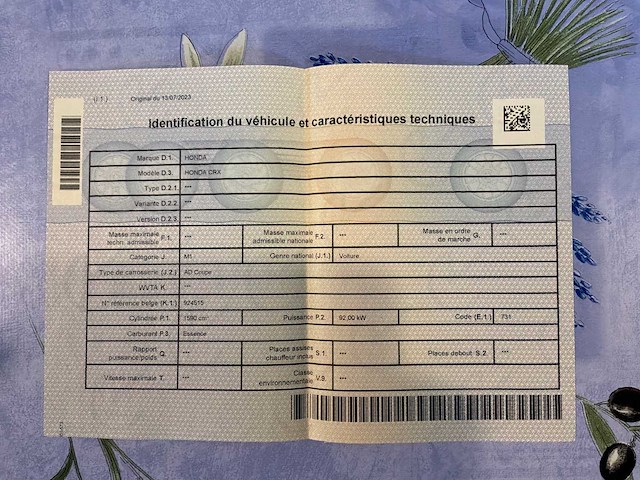 (I.1.) Original du 13/07/2023
Identification du véhicule et caractéristiques techniques
Marque D.1. HONDA
Modèle D.3. HONDA CRX
Type D.2.1. ***
Variante D.2.2. ***
Version D.2.3. ***
Masse maximale techn. admissible F.1. *** Masse maximale admissible nationale F.2. *** Masse en ordre de marche G. ***
Catégorie J. M1 Genre national (J.1.) Voiture
Type de carrosserie (J.2.) AD Coupe
WVTA K. ***
N° référence belge (K.1.) 924515
Cylindrée P.1. 1590 cm³ Puissance P.2. 92,00 kW Code (E.1.) 731
Carburant P.3. Essence
Rapport puissance/poids Q. *** Places assises chauffeur inclus S.1. *** Places debout S.2. ***
Vitesse maximale T. *** Classe environnementale V.9. ***